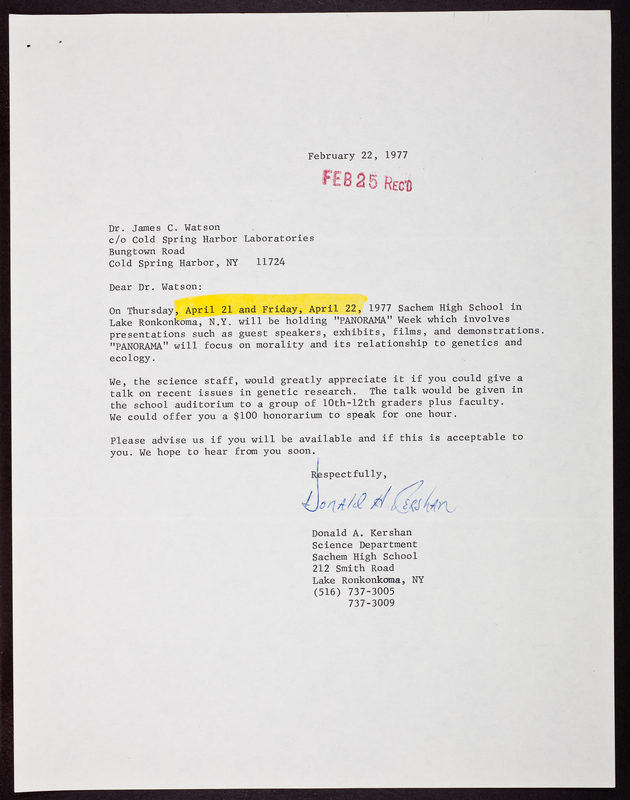 February 22, 1977
FEB 25 REC'D
Dr. James C. Watson
c/o Cold Spring Harbor Laboratories
Bungtown Road
Cold Spring Harbor, NY 11724
Dear Dr. Watson:
On Thursday, April 21 and Friday, April 22, 1977 Sachem High School in
Lake Ronkonkoma, N.Y. will be holding "PANORAMA" Week which involves
presentations such as guest speakers, exhibits, films, and demonstrations.
"PANORAMA" will focus on morality and its relationship to genetics and
ecology.
We, the science staff, would greatly appreciate it if you could give a
talk on recent issues in genetic research. The talk would be given in
the school auditorium to a group of 10th-12th graders plus faculty.
We could offer you a $100 honorarium to speak for one hour.
Please advise us if you will be available and if this is acceptable to
you. We hope to hear from you soon.
Respectfully,
Donald A Kershan
Donald A. Kershan
Science Department
Sachem High School
212 Smith Road
Lake Ronkonkoma, NY
(516) 737-3005
737-3009